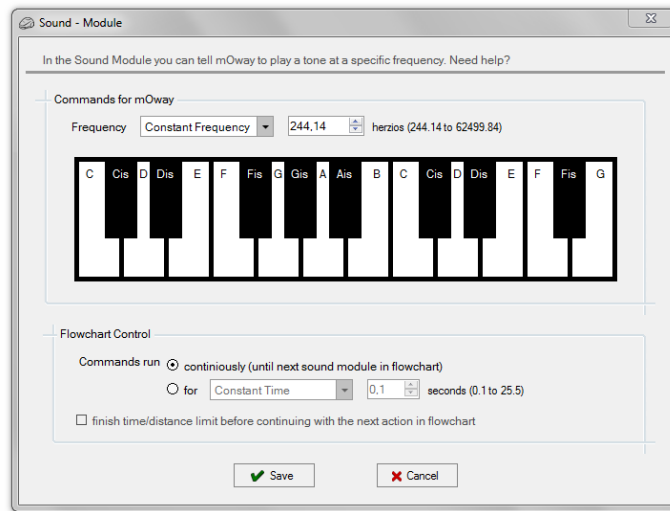 Sound - Module
In the Sound Module you can tell mOway to play a tone at a specific frequency. Need help?
Commands for mOway
Frequency Constant Frequency 244,14 herzios (244.14 to 62499.84)
C Cis D Dis E F Fis G Gis A Ais B C Cis D Dis E F Fis G
Flowchart Control
Commands run continiously (until next sound module in flowchart)
for Constant Time 0,1 seconds (0.1 to 25.5)
finish time/distance limit before continuing with the next action in flowchart
Save Cancel